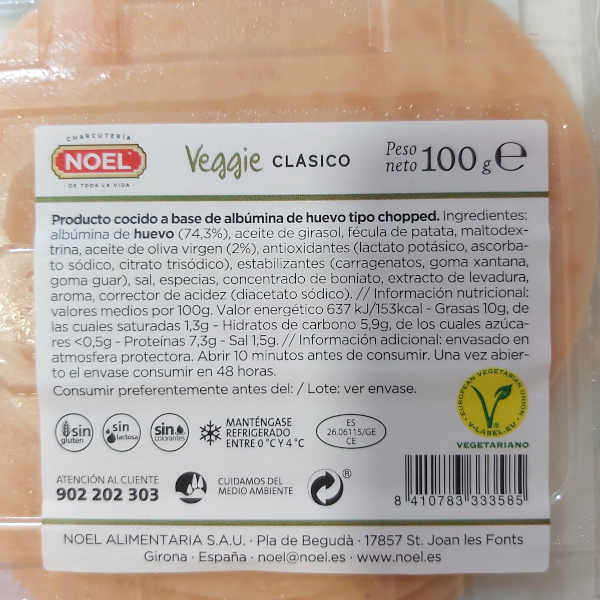 CHARCUTERÍA
NOEL
DE TODA LA VIDA
Veggie CLASICO
Peso neto 100 g e
Producto cocido a base de albúmina de huevo tipo chopped. Ingredientes:
albúmina de huevo (74,3%), aceite de girasol, fécula de patata, maltodex-
trina, aceite de oliva virgen (2%), antioxidantes (lactato potásico, ascorba-
to sódico, citrato trisódico), estabilizantes (carragenatos, goma xantana,
goma guar), sal, especias, concentrado de boniato, extracto de levadura,
aroma, corrector de acidez (diacetato sódico). // Información nutricional:
valores medios por 100g. Valor energético 637 kJ/153kcal - Grasas 10g, de
las cuales saturadas 1,3g - Hidratos de carbono 5,9g, de los cuales azúca-
res <0,5g - Proteínas 7,3g - Sal 1,5g. // Información adicional: envasado en
atmosfera protectora. Abrir 10 minutos antes de consumir. Una vez abier-
to el envase consumir en 48 horas.
Consumir preferentemente antes del: / Lote: ver envase.
sin gluten
sin lactosa
sin colorantes
MANTÉNGASE
REFRIGERADO
ENTRE 0 °C Y 4 °C
ES
26.06115/GE
CE
EUROPEAN VEGETARIAN UNION
V-LABEL.EU
VEGETARIANO
ATENCIÓN AL CLIENTE
902 202 303
CUIDAMOS DEL
MEDIO AMBIENTE
®
8 410783 333585
NOEL ALIMENTARIA S.A.U. · Pla de Begudà · 17857 St. Joan les Fonts
Girona · España · noel@noel.es · www.noel.es